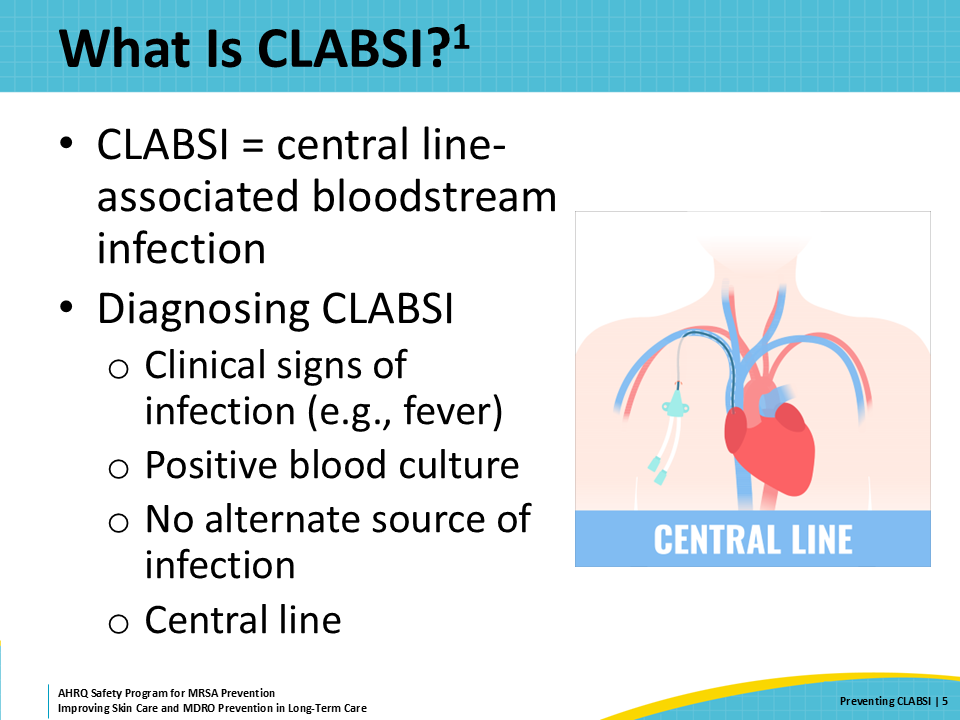 What Is CLABSI?1
• CLABSI = central line-
associated bloodstream
infection
• Diagnosing CLABSI
o Clinical signs of
infection (e.g., fever)
o Positive blood culture
o No alternate source of
infection
o Central line
CENTRAL LINE
AHRQ Safety Program for MRSA Prevention
Improving Skin Care and MDRO Prevention in Long-Term Care
Preventing CLABSI | 5